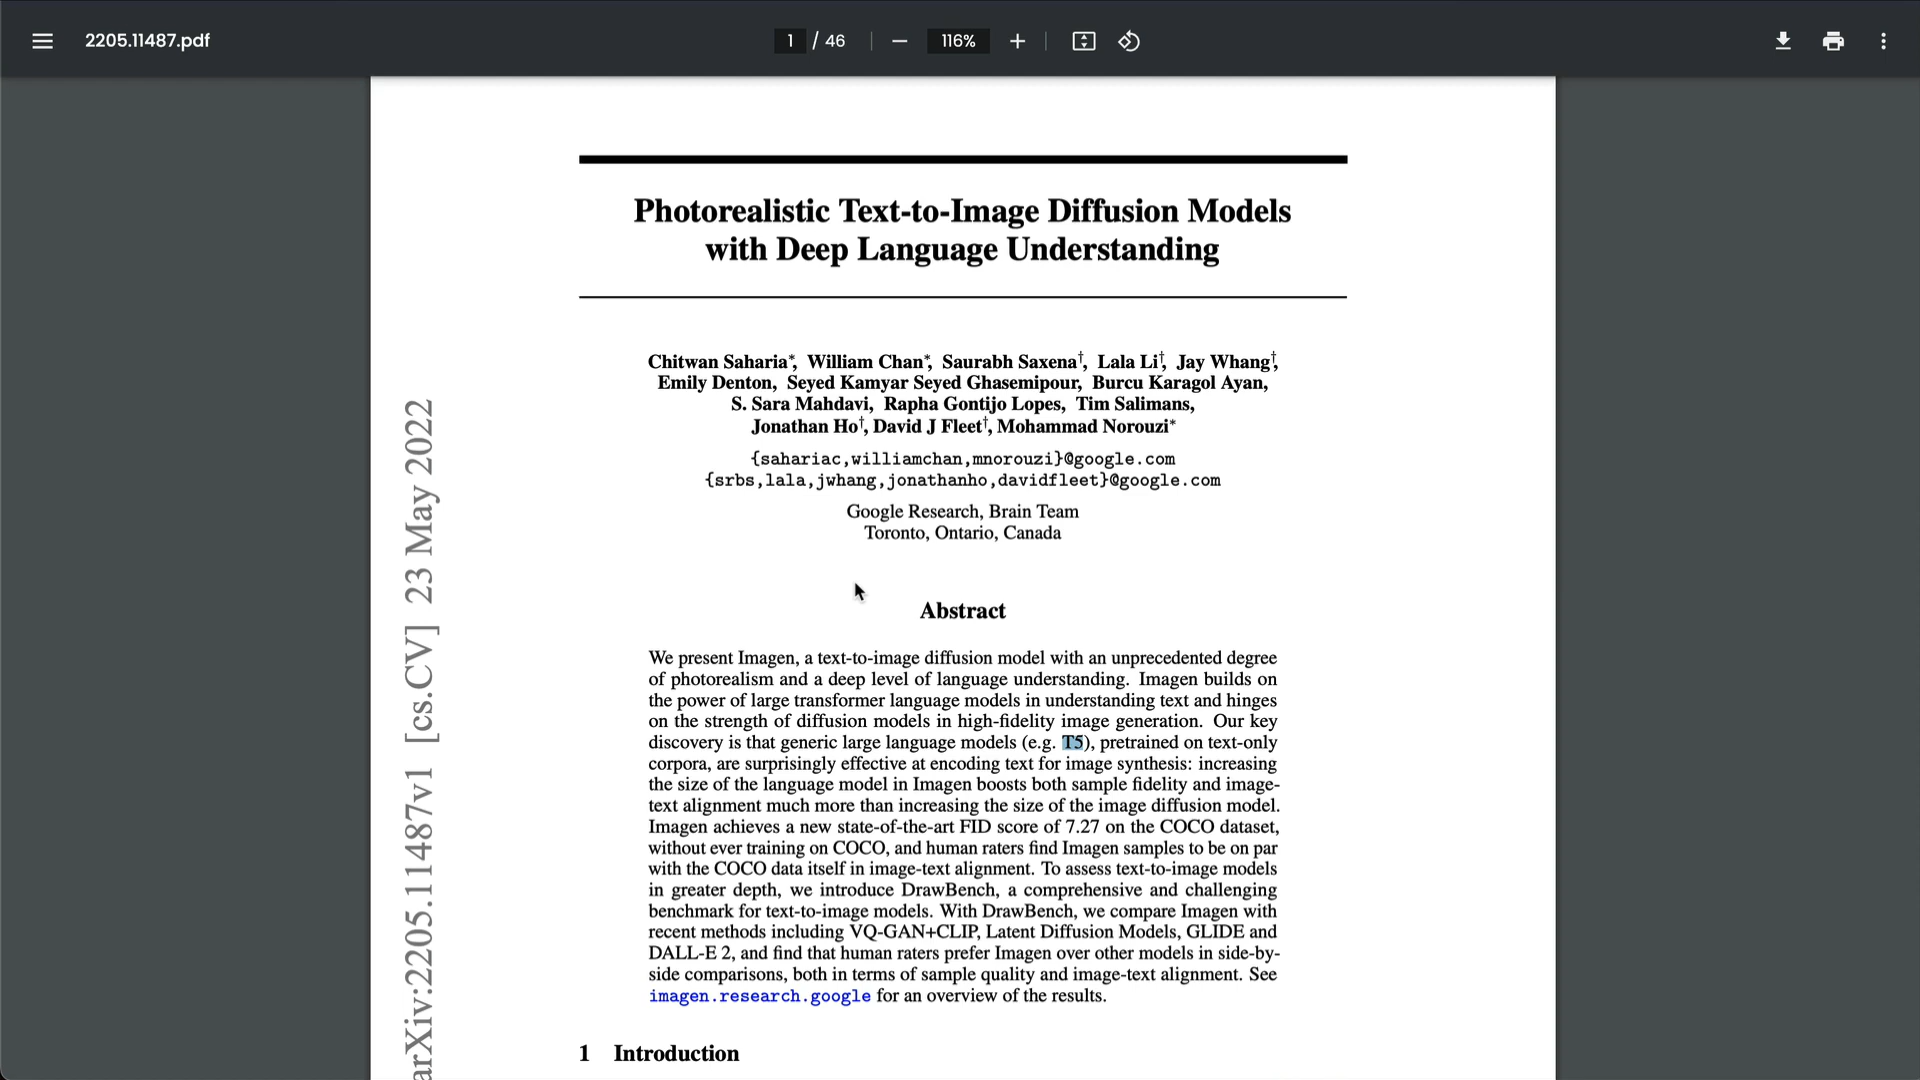 2205.11487.pdf
1 / 46
116%
Photorealistic Text-to-Image Diffusion Models
with Deep Language Understanding
Chitwan Saharia*, William Chan*, Saurabh Saxena†, Lala Li†, Jay Whang†,
Emily Denton, Seyed Kamyar Seyed Ghasemipour, Burcu Karagol Ayan,
S. Sara Mahdavi, Rapha Gontijo Lopes, Tim Salimans,
Jonathan Ho†, David J Fleet†, Mohammad Norouzi*
{sahariac,williamchan,mnorouzi}@google.com
{srbs,lala,jwhang,jonathanho,davidfleet}@google.com
Google Research, Brain Team
Toronto, Ontario, Canada
Abstract
We present Imagen, a text-to-image diffusion model with an unprecedented degree
of photorealism and a deep level of language understanding. Imagen builds on
the power of large transformer language models in understanding text and hinges
on the strength of diffusion models in high-fidelity image generation. Our key
discovery is that generic large language models (e.g. T5), pretrained on text-only
corpora, are surprisingly effective at encoding text for image synthesis: increasing
the size of the language model in Imagen boosts both sample fidelity and image-
text alignment much more than increasing the size of the image diffusion model.
Imagen achieves a new state-of-the-art FID score of 7.27 on the COCO dataset,
without ever training on COCO, and human raters find Imagen samples to be on par
with the COCO data itself in image-text alignment. To assess text-to-image models
in greater depth, we introduce DrawBench, a comprehensive and challenging
benchmark for text-to-image models. With DrawBench, we compare Imagen with
recent methods including VQ-GAN+CLIP, Latent Diffusion Models, GLIDE and
DALL-E 2, and find that human raters prefer Imagen over other models in side-by-
side comparisons, both in terms of sample quality and image-text alignment. See
imagen.research.google for an overview of the results.
1 Introduction
arXiv:2205.11487v1 [cs.CV] 23 May 2022